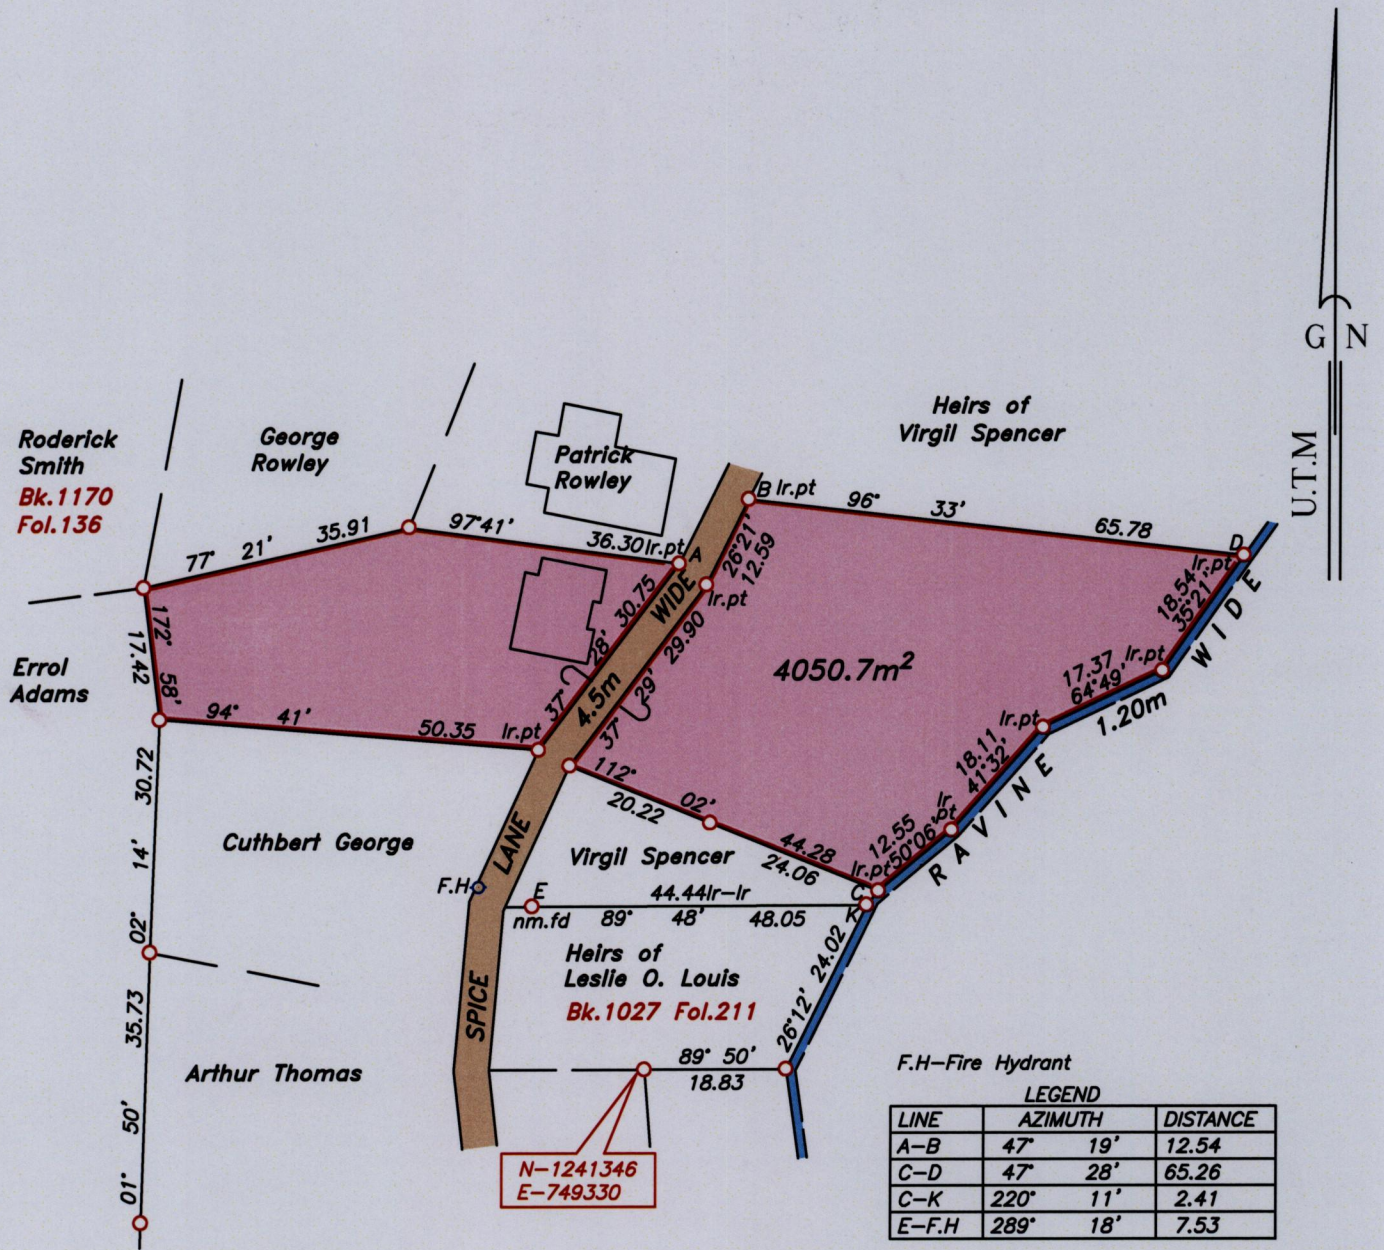 G N
U.T.M
Heirs of
Virgil Spencer
Roderick
Smith
Bk.1170
Fol.136
George
Rowley
Patrick
Rowley
B Ir.pt
96° 33' 65.78
D
Ir.pt
77° 21' 35.91
97°41' 36.30 Ir.pt
A
26°21'
12.59
Ir.pt
18.54
35°21'
Ir.pt
WIDE
172° 58'
17.42
Errol
Adams
37° 28' 30.75
37° 29' 29.90
4.5m WIDE
4050.7m²
17.37
64°49'
Ir.pt
1.20m
94° 41' 50.35 Ir.pt
18.11
41°32'
Ir.
pt
RAVINE
112° 02'
20.22
44.28
24.06
12.55
50°06'
Ir.pt
C
K
30.72
02° 14'
Cuthbert George
LANE
Virgil Spencer
F.H
E
44.44Ir-Ir
nm.fd 89° 48' 48.05
Heirs of
Leslie O. Louis
Bk.1027 Fol.211
26°12' 24.02
SPICE
35.73
01° 50'
Arthur Thomas
89° 50'
18.83
N-1241346
E-749330
F.H-Fire Hydrant
LEGEND
LINE AZIMUTH DISTANCE
A-B 47° 19' 12.54
C-D 47° 28' 65.26
C-K 220° 11' 2.41
E-F.H 289° 18' 7.53